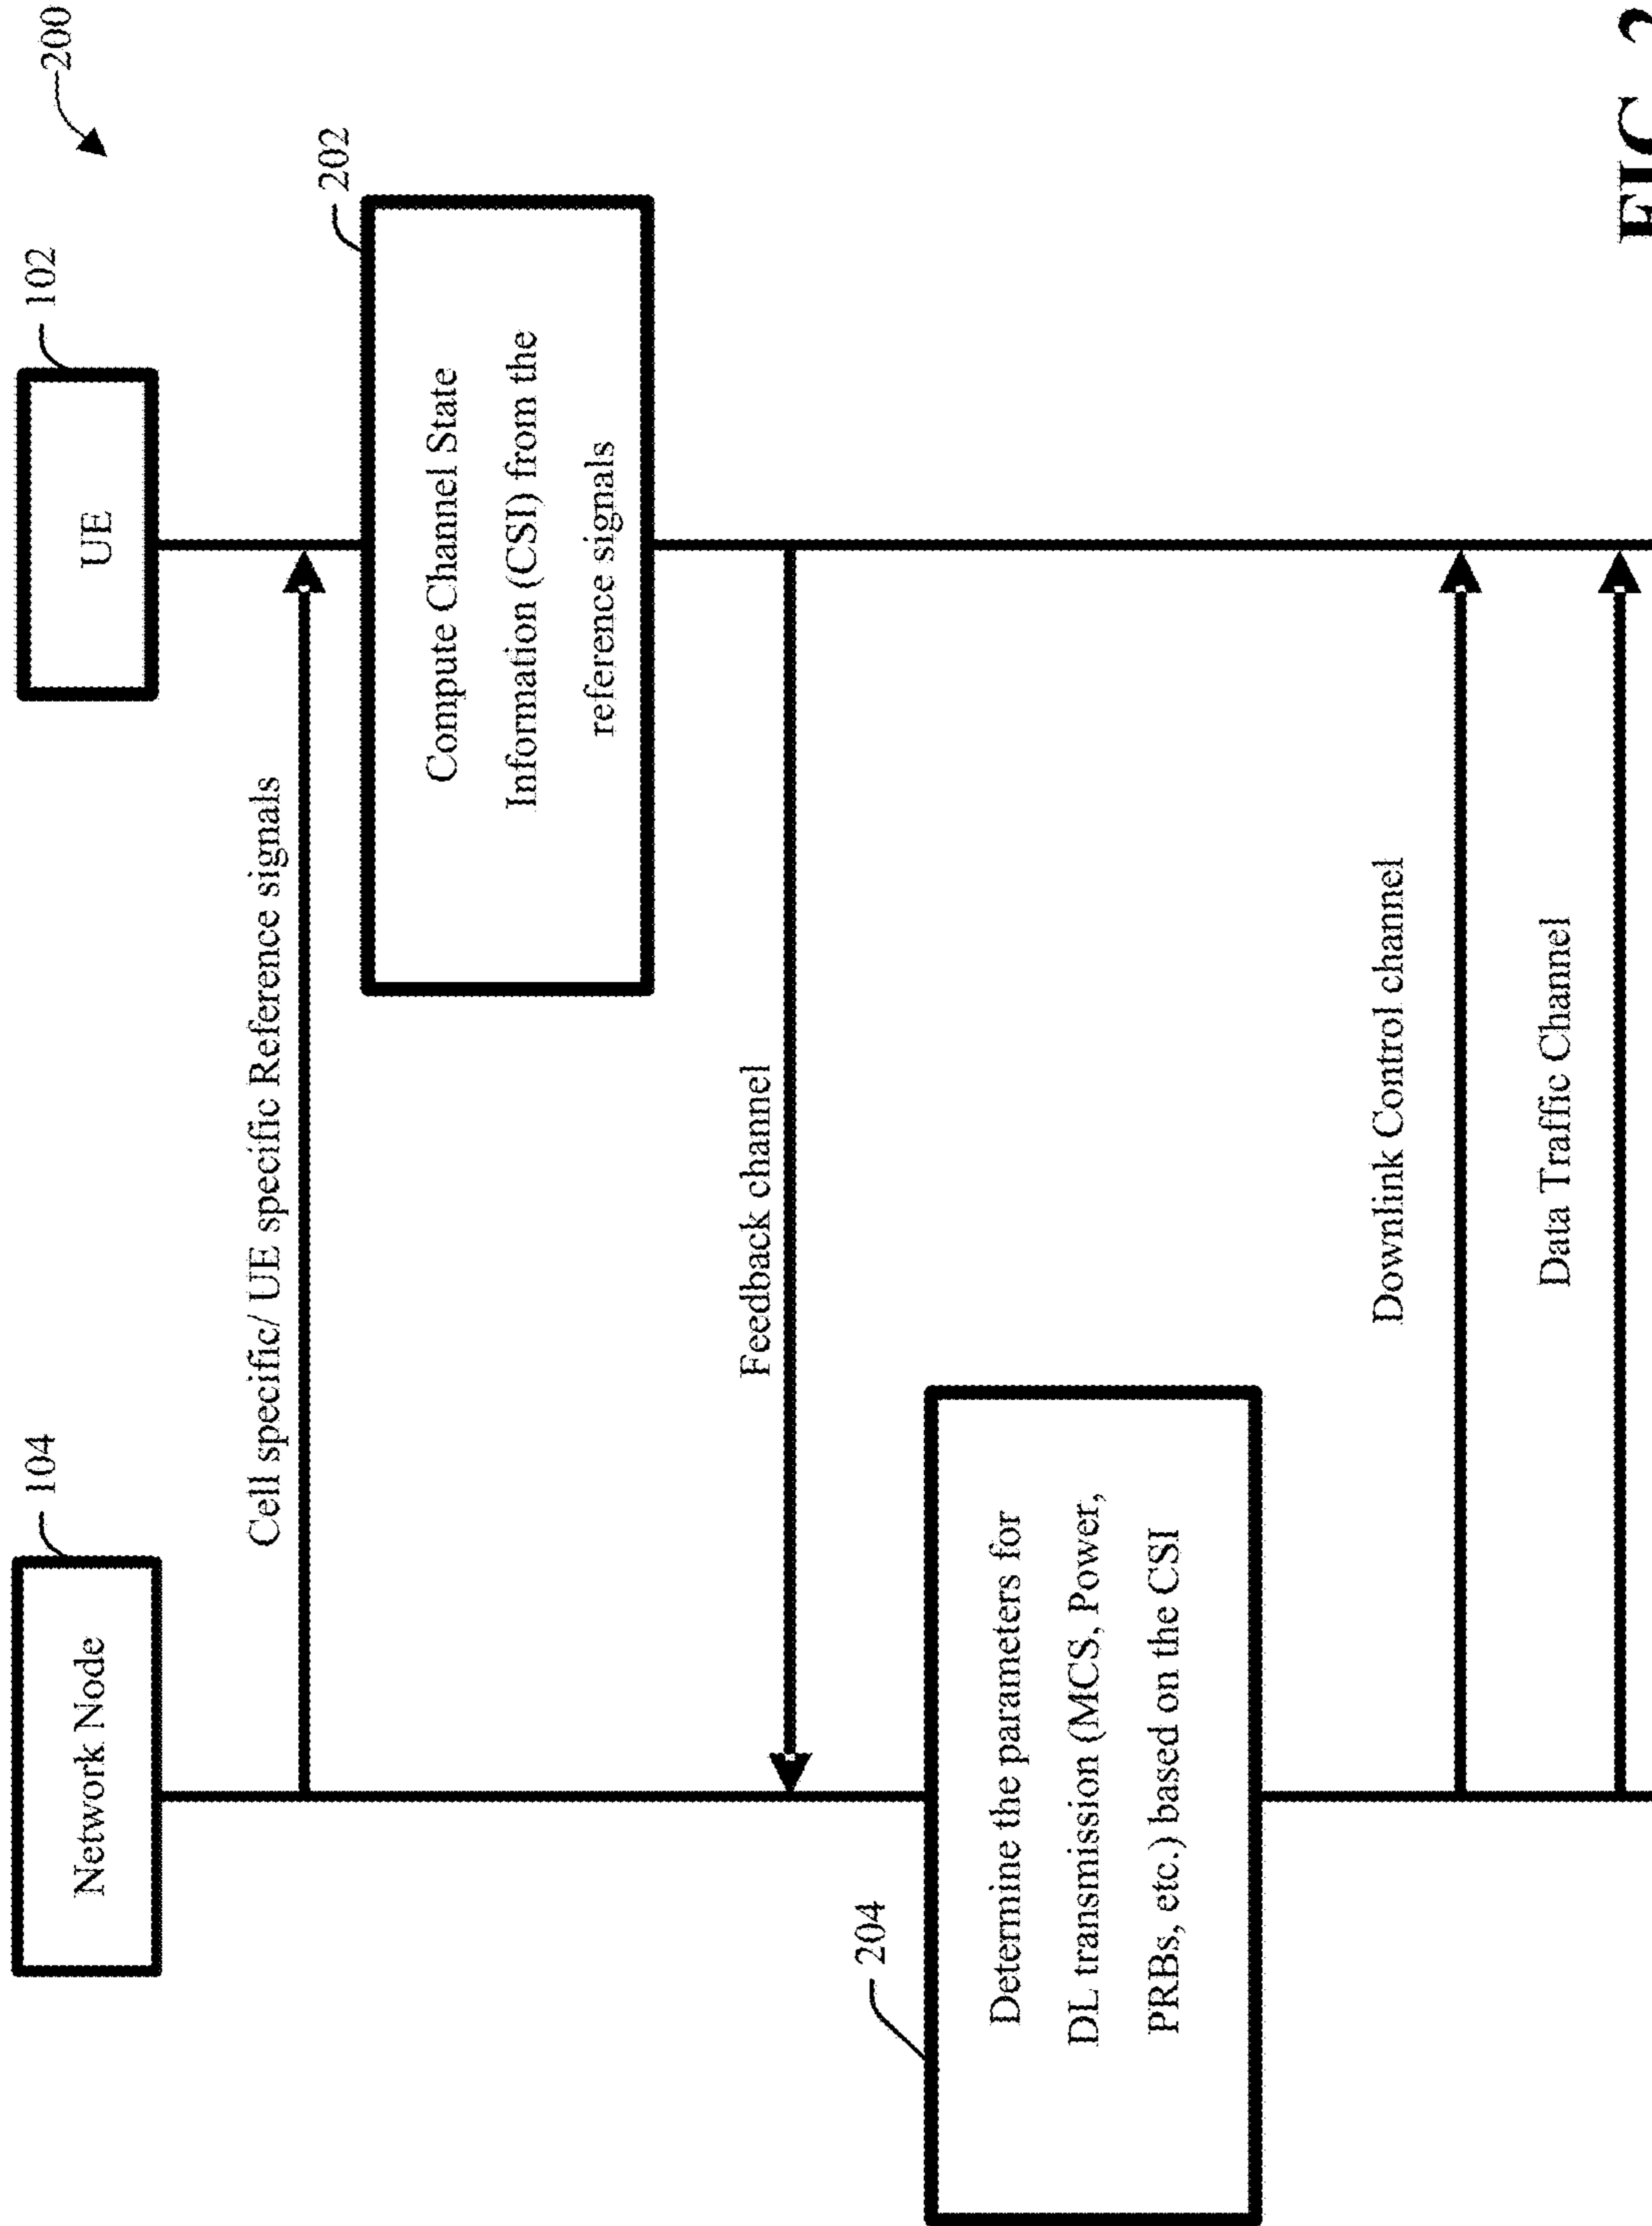 200
104
Network Node
102
UE
Cell specific/ UE specific Reference signals
202
Compute Channel State
Information (CSI) from the
reference signals
Feedback channel
204
Determine the parameters for
DL transmission (MCS, Power,
PRBs, etc.) based on the CSI
Downlink Control channel
Data Traffic Channel